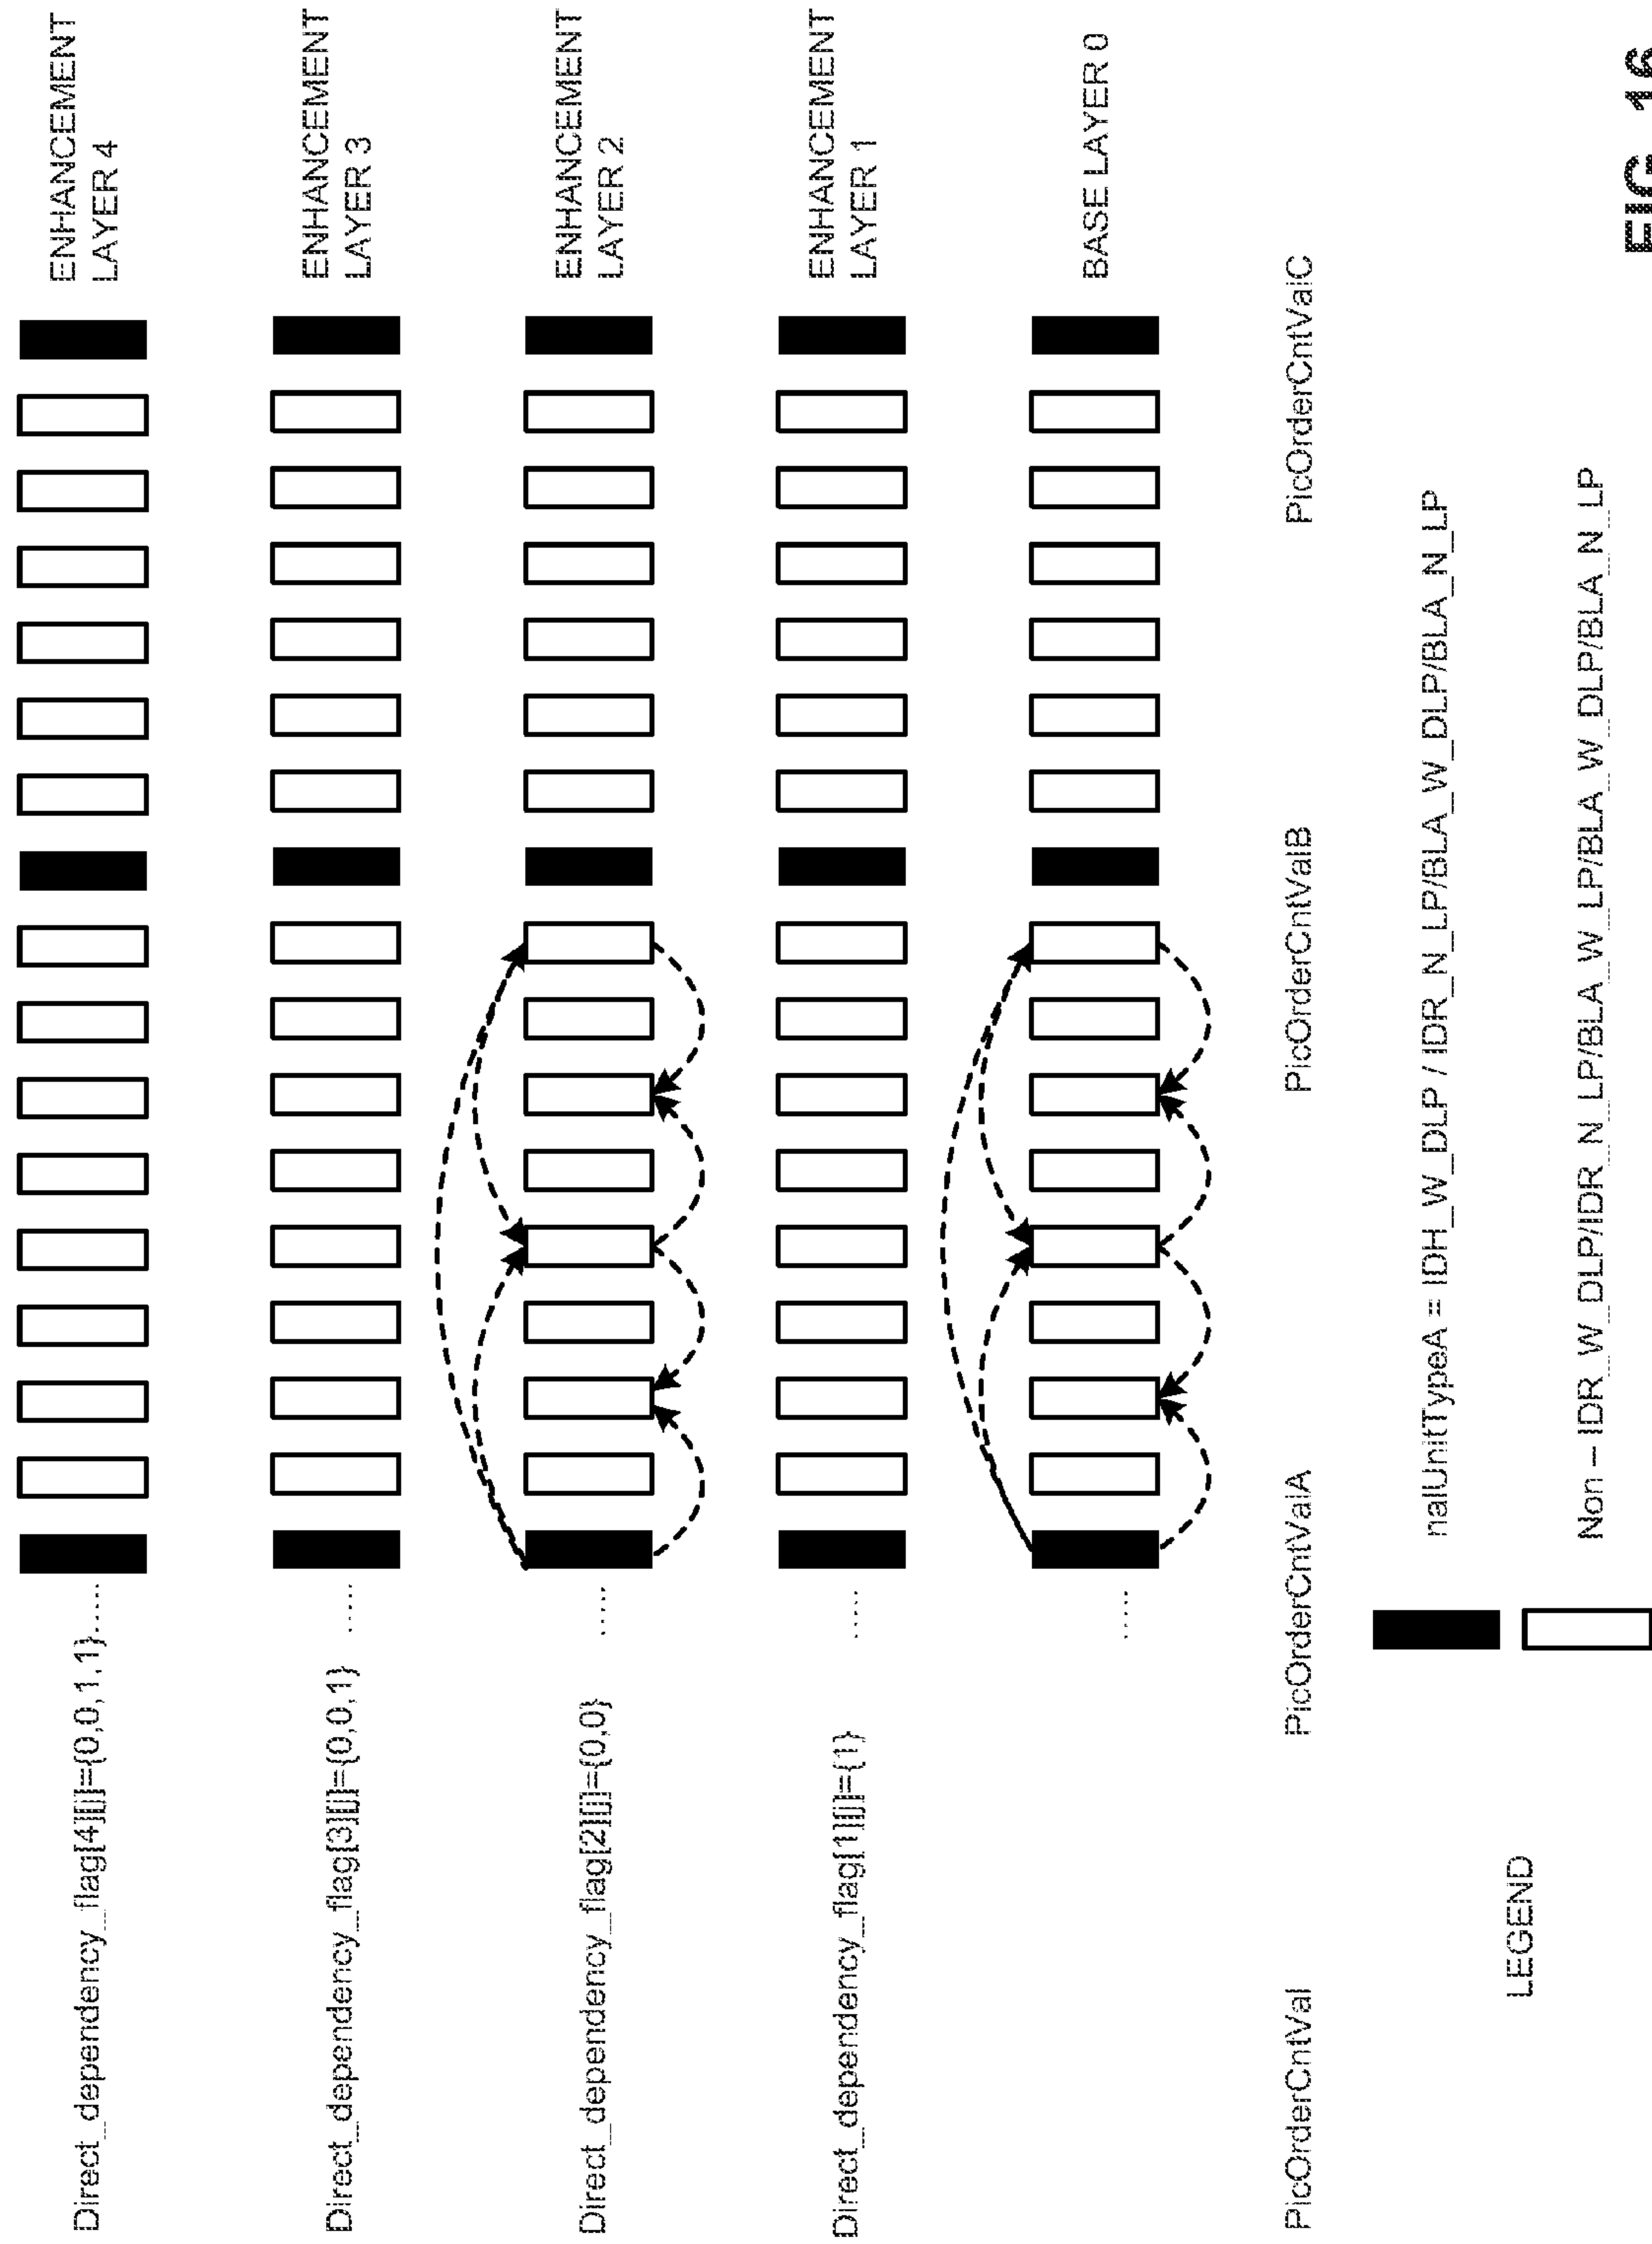 Direct_dependency_flag[4][j]={0,0,1,1}.....
ENHANCEMENT
LAYER 4
Direct_dependency_flag[3][j]={0,0,1} .....
ENHANCEMENT
LAYER 3
Direct_dependency_flag[2][j]={0,0} .....
ENHANCEMENT
LAYER 2
Direct_dependency_flag[1][j]={1} .....
ENHANCEMENT
LAYER 1
.....
BASE LAYER 0
PicOrderCntVal PicOrderCntValA PicOrderCntValB PicOrderCntValC
LEGEND
nalUnitTypeA = IDH_W_DLP / IDR_N_LP/BLA_W_DLP/BLA_N_LP
Non – IDR_W_DLP/IDR_N_LP/BLA_W_LP/BLA_W_DLP/BLA_N_LP
FIG. 16